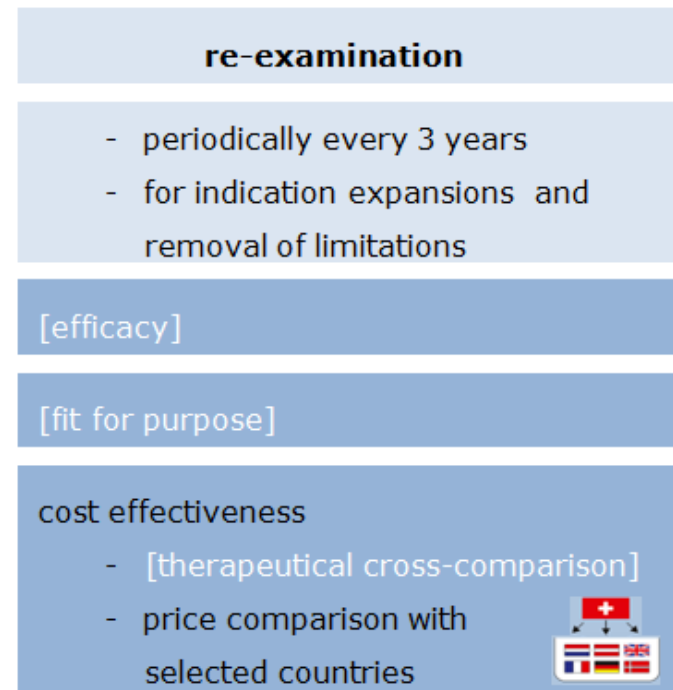 re-examination
- periodically every 3 years
- for indication expansions and
removal of limitations
[efficacy]
[fit for purpose]
cost effectiveness
- [therapeutical cross-comparison]
- price comparison with
selected countries